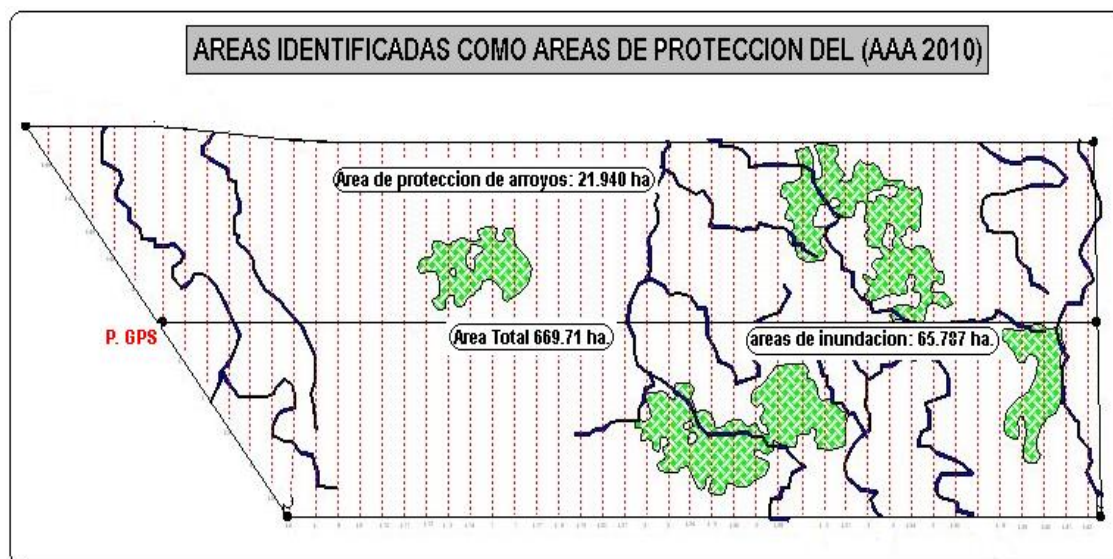 AREAS IDENTIFICADAS COMO AREAS DE PROTECCION DEL (AAA 2010)
Área de proteccion de arroyos: 21.940 ha
P. GPS
Area Total 669.71 ha.
areas de inundacion: 65.787 ha.